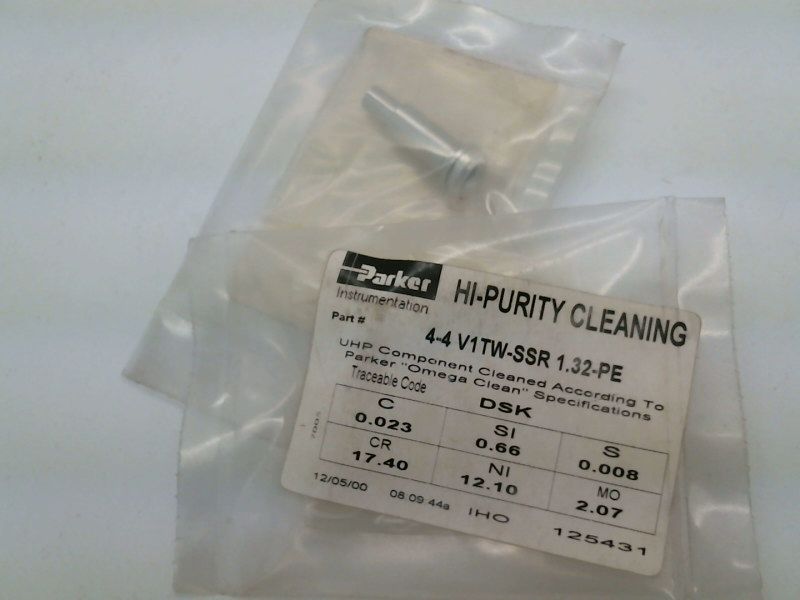 Parker
Instrumentation
HI-PURITY CLEANING
Part #
4-4 V1TW-SSR 1.32-PE
UHP Component Cleaned According To
Parker "Omega Clean" Specifications
Traceable Code
DSK
C SI S
0.023 0.66 0.008
CR NI MO
17.40 12.10 2.07
12/05/00 08:09:44a IHO 125431